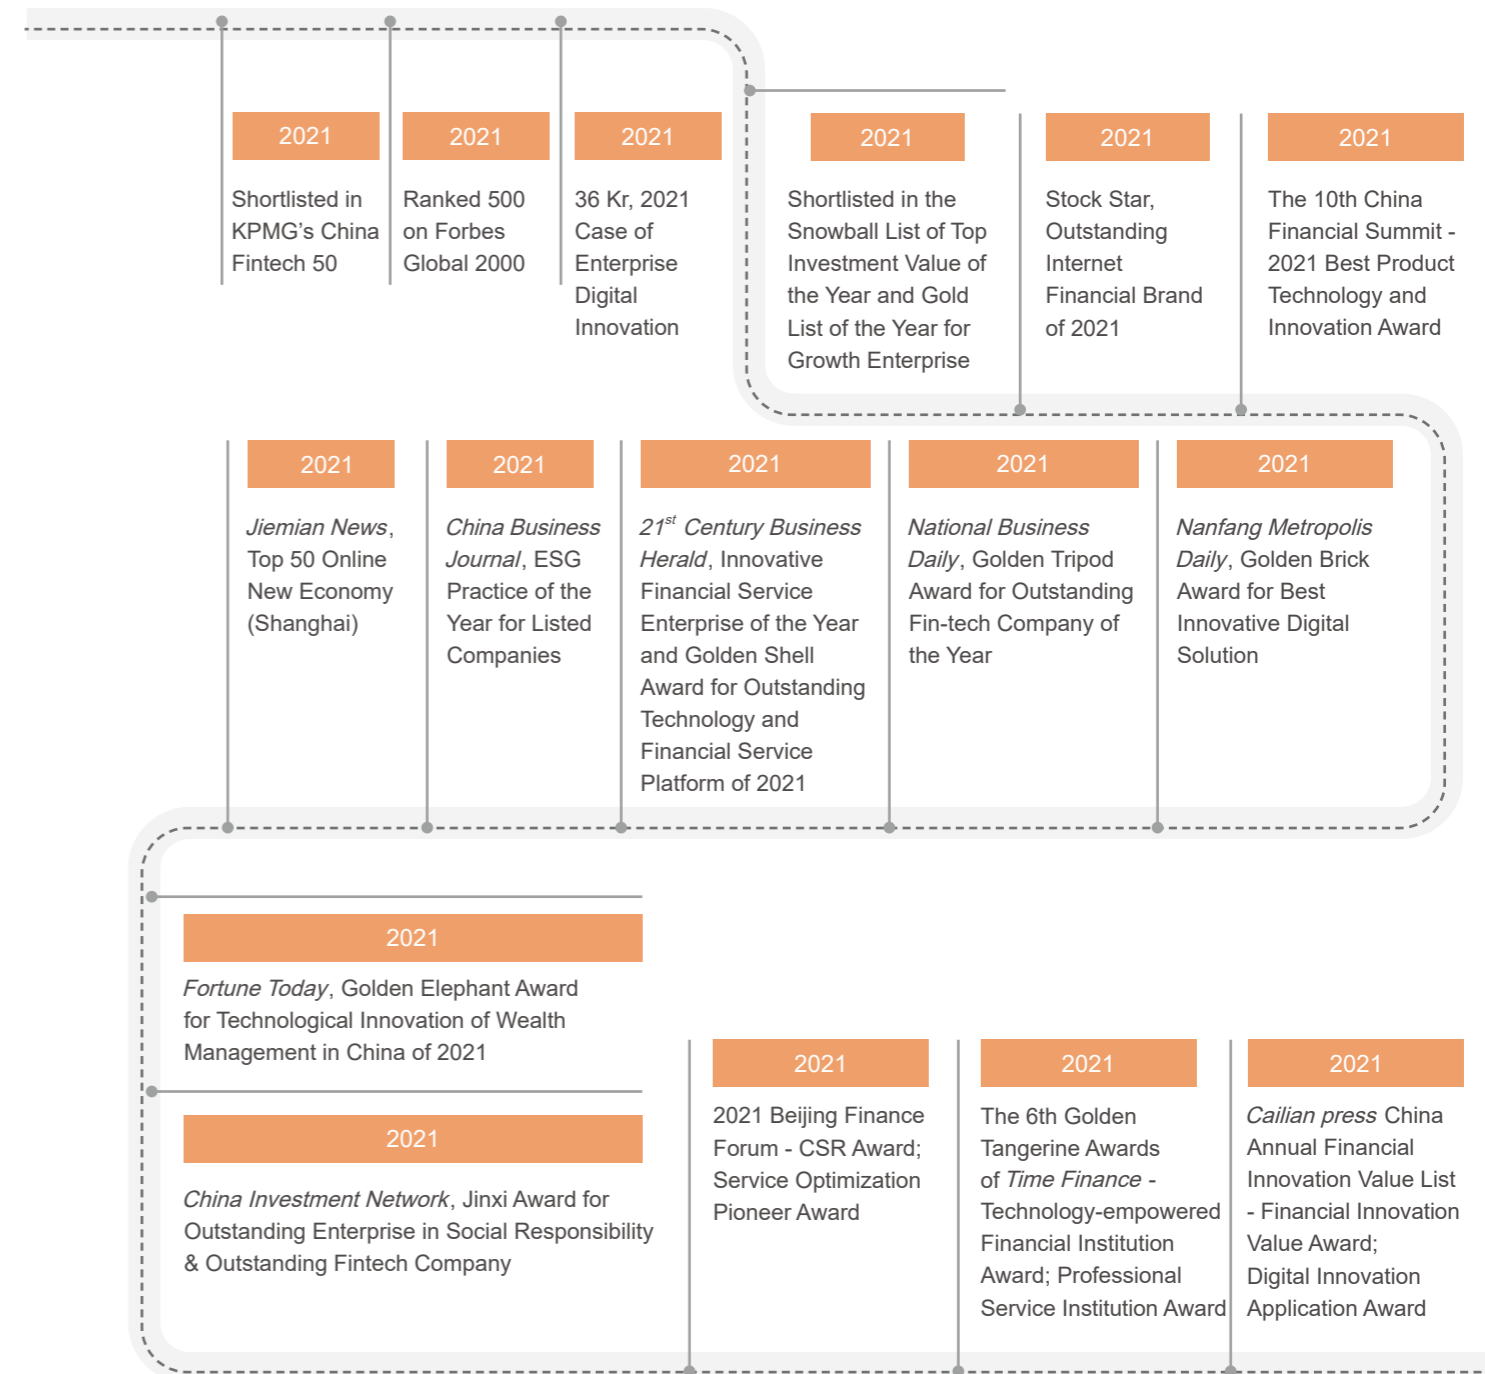 2021
Shortlisted in
KPMG’s China
Fintech 50
2021
Ranked 500
on Forbes
Global 2000
2021
36 Kr, 2021
Case of
Enterprise
Digital
Innovation
2021
Shortlisted in the
Snowball List of Top
Investment Value of
the Year and Gold
List of the Year for
Growth Enterprise
2021
Stock Star,
Outstanding
Internet
Financial Brand
of 2021
2021
The 10th China
Financial Summit -
2021 Best Product
Technology and
Innovation Award
2021
Jiemian News,
Top 50 Online
New Economy
(Shanghai)
2021
China Business
Journal, ESG
Practice of the
Year for Listed
Companies
2021
21st Century Business
Herald, Innovative
Financial Service
Enterprise of the Year
and Golden Shell
Award for Outstanding
Technology and
Financial Service
Platform of 2021
2021
National Business
Daily, Golden Tripod
Award for Outstanding
Fin-tech Company of
the Year
2021
Nanfang Metropolis
Daily, Golden Brick
Award for Best
Innovative Digital
Solution
2021
Fortune Today, Golden Elephant Award
for Technological Innovation of Wealth
Management in China of 2021
2021
China Investment Network, Jinxi Award for
Outstanding Enterprise in Social Responsibility
& Outstanding Fintech Company
2021
2021 Beijing Finance
Forum - CSR Award;
Service Optimization
Pioneer Award
2021
The 6th Golden
Tangerine Awards
of Time Finance -
Technology-empowered
Financial Institution
Award; Professional
Service Institution Award
2021
Cailian press China
Annual Financial
Innovation Value List
- Financial Innovation
Value Award;
Digital Innovation
Application Award